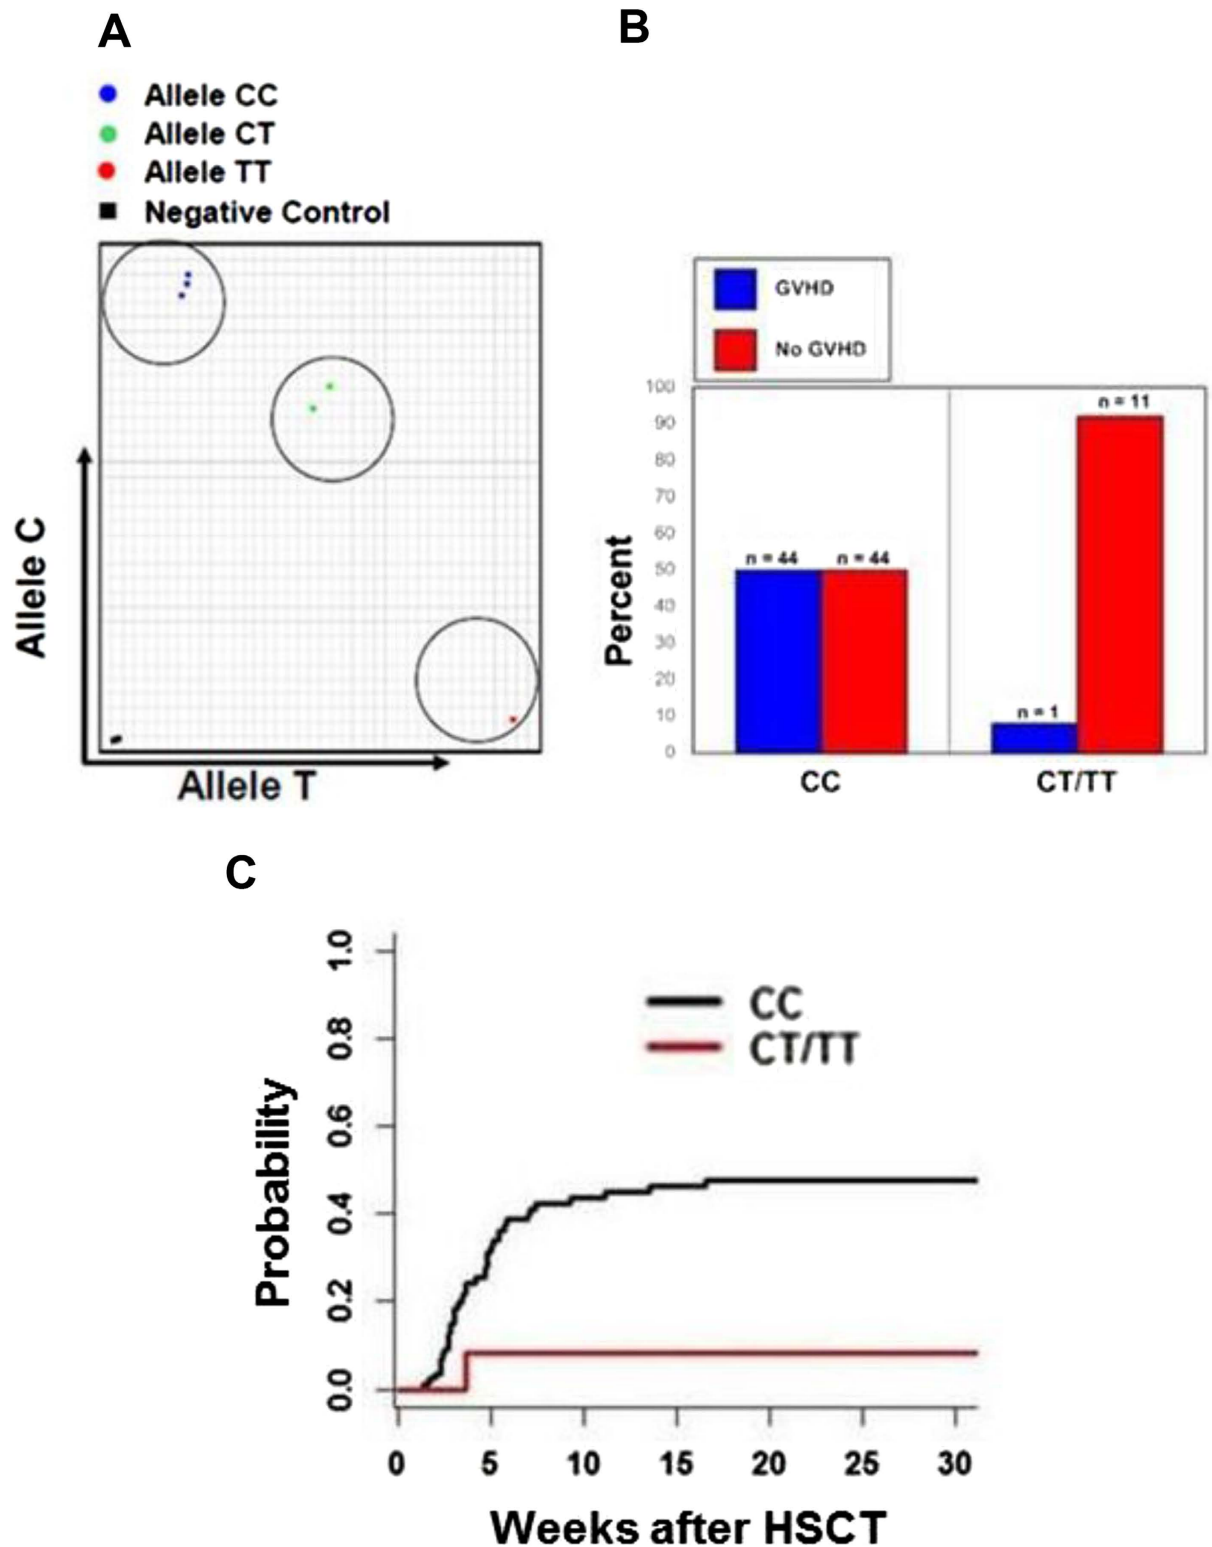 A
Allele CC
Allele CT
Allele TT
Negative Control
Allele C
Allele T
B
GVHD
No GVHD
Percent
100
90
80
70
60
50
40
30
20
10
0
n = 44
n = 44
n = 1
n = 11
CC
CT/TT
C
Probability
1.0
0.8
0.6
0.4
0.2
0.0
CC
CT/TT
0 5 10 15 20 25 30
Weeks after HSCT